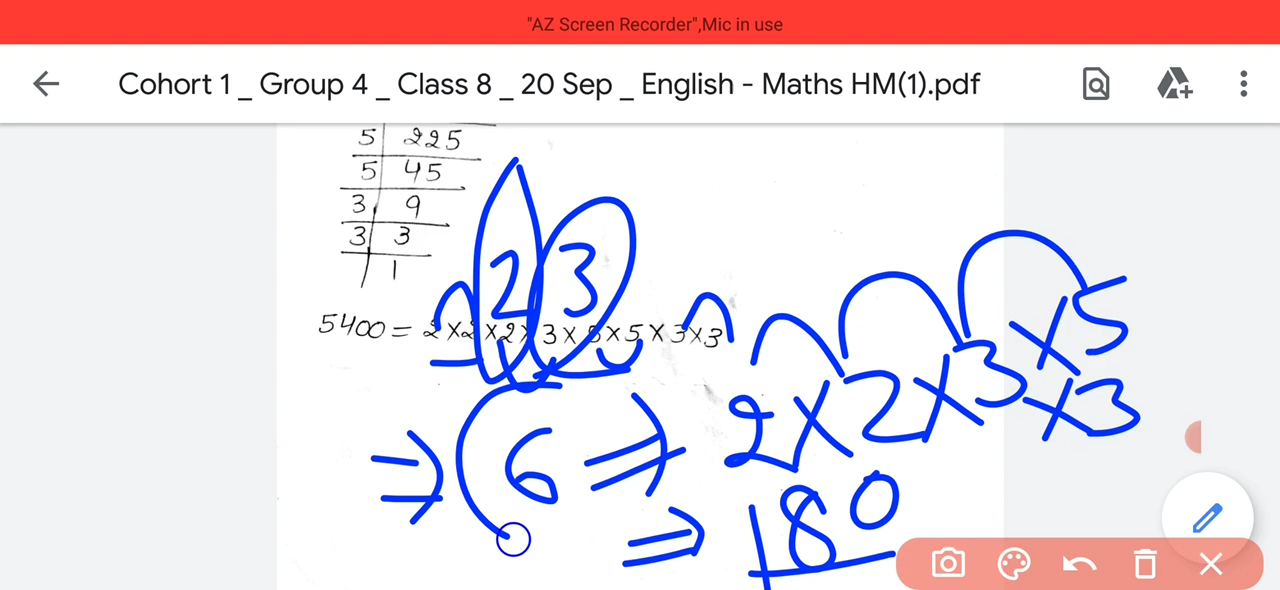 "AZ Screen Recorder",Mic in use
Cohort 1 _ Group 4 _ Class 8 _ 20 Sep _ English - Maths HM(1).pdf
5 225
5 45
3 9
3 3
1
2 3
5400 = 2 x 2 x 2 x 3 x 5 x 5 x 3 x 3
⇒ 6 ⇒ 2 x 2 x 3 x 5
x 3
⇒ 180